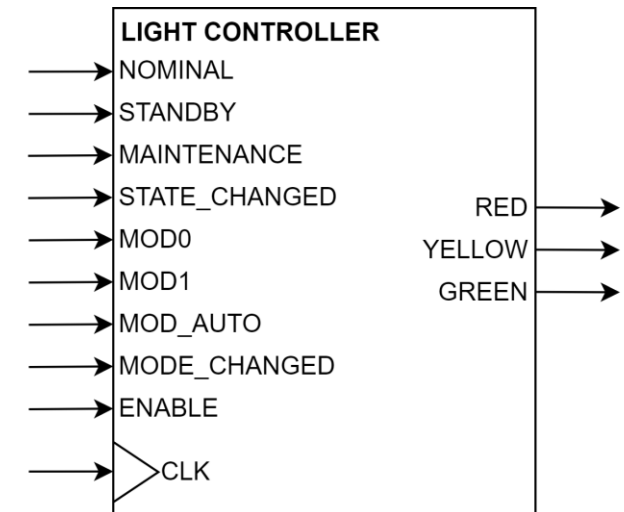 LIGHT CONTROLLER
NOMINAL
STANDBY
MAINTENANCE
STATE_CHANGED
MOD0
MOD1
MOD_AUTO
MODE_CHANGED
ENABLE
CLK
RED
YELLOW
GREEN